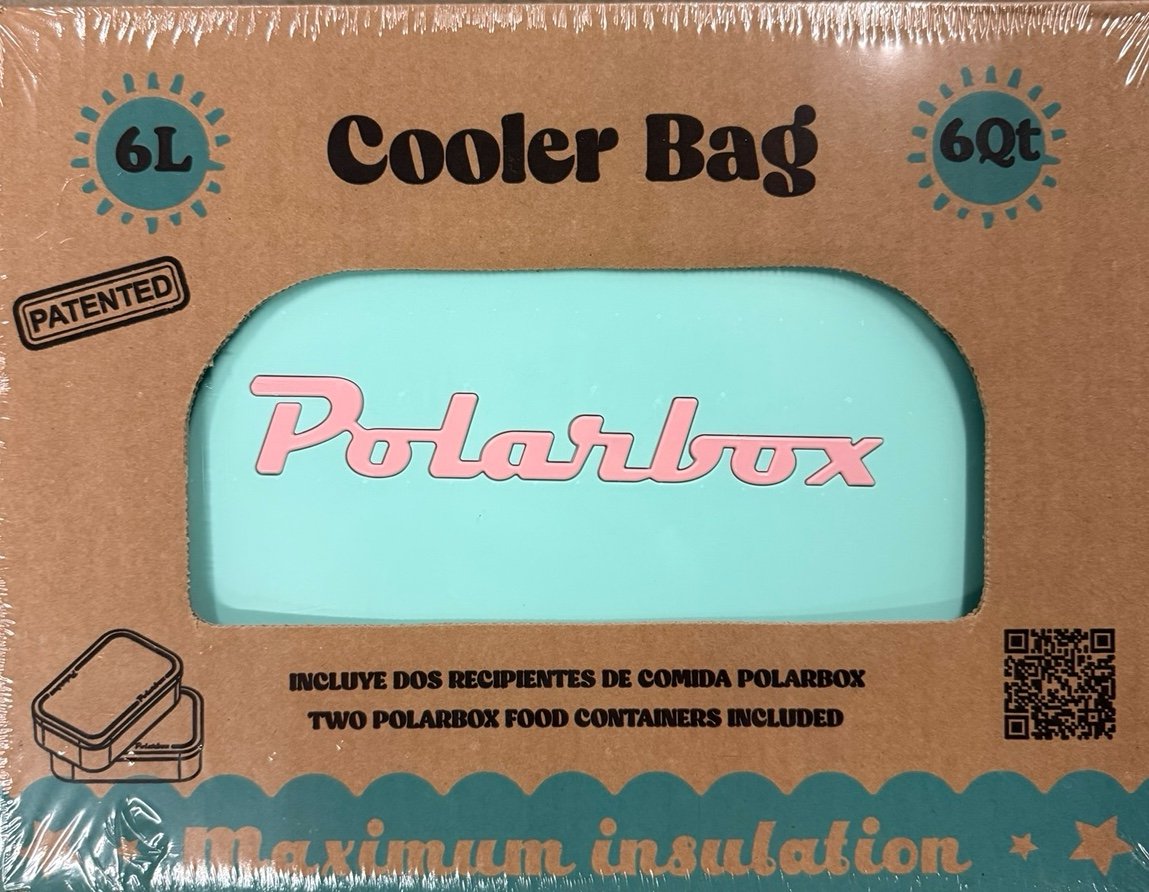 6L
Cooler Bag
6Qt
PATENTED
Polarbox
INCLUYE DOS RECIPIENTES DE COMIDA POLARBOX
TWO POLARBOX FOOD CONTAINERS INCLUDED
Polarbox
Maximum insulation